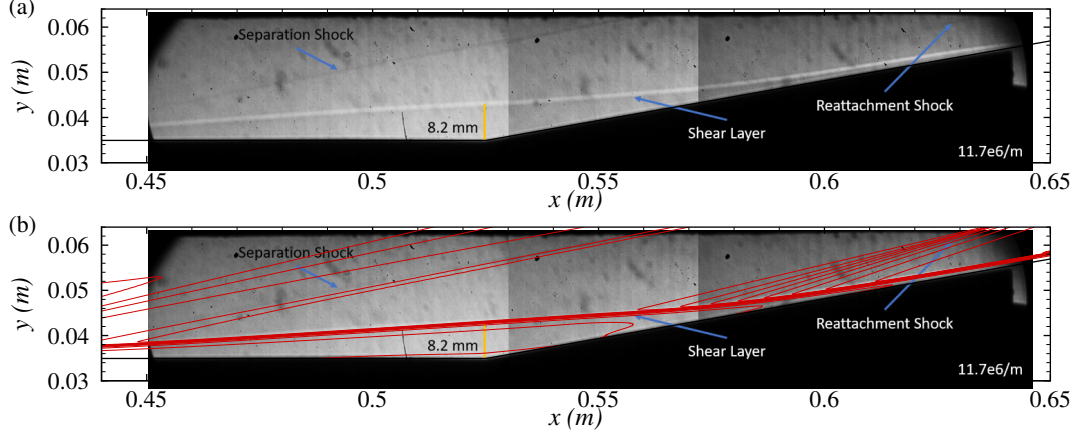 (a)
0.06
0.05
0.04
0.03
y (m)
Separation Shock
8.2 mm
Shear Layer
Reattachment Shock
11.7e6/m
0.45
0.5
0.55
0.6
0.65
x (m)
(b)
0.06
0.05
0.04
0.03
y (m)
Separation Shock
8.2 mm
Shear Layer
Reattachment Shock
11.7e6/m
0.45
0.5
0.55
0.6
0.65
x (m)